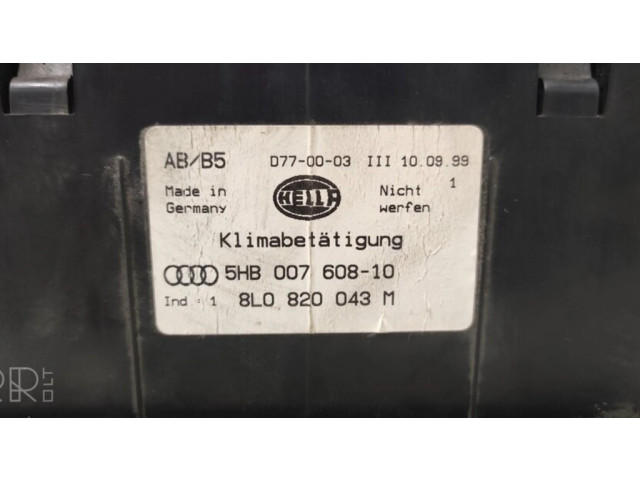 AB/B5 D77-00-03 III 10.09.99
Made in Germany HELLA Nicht werfen 1
Klimabetätigung
5HB 007 608-10
Ind. 1 8L0 820 043 M